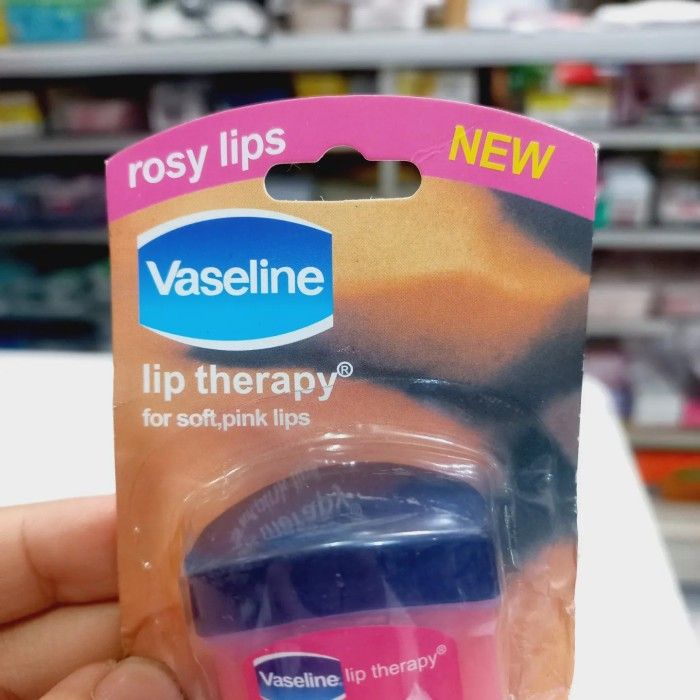 rosy lips
NEW
Vaseline
lip therapy®
for soft,pink lips
Vaseline
lip therapy®